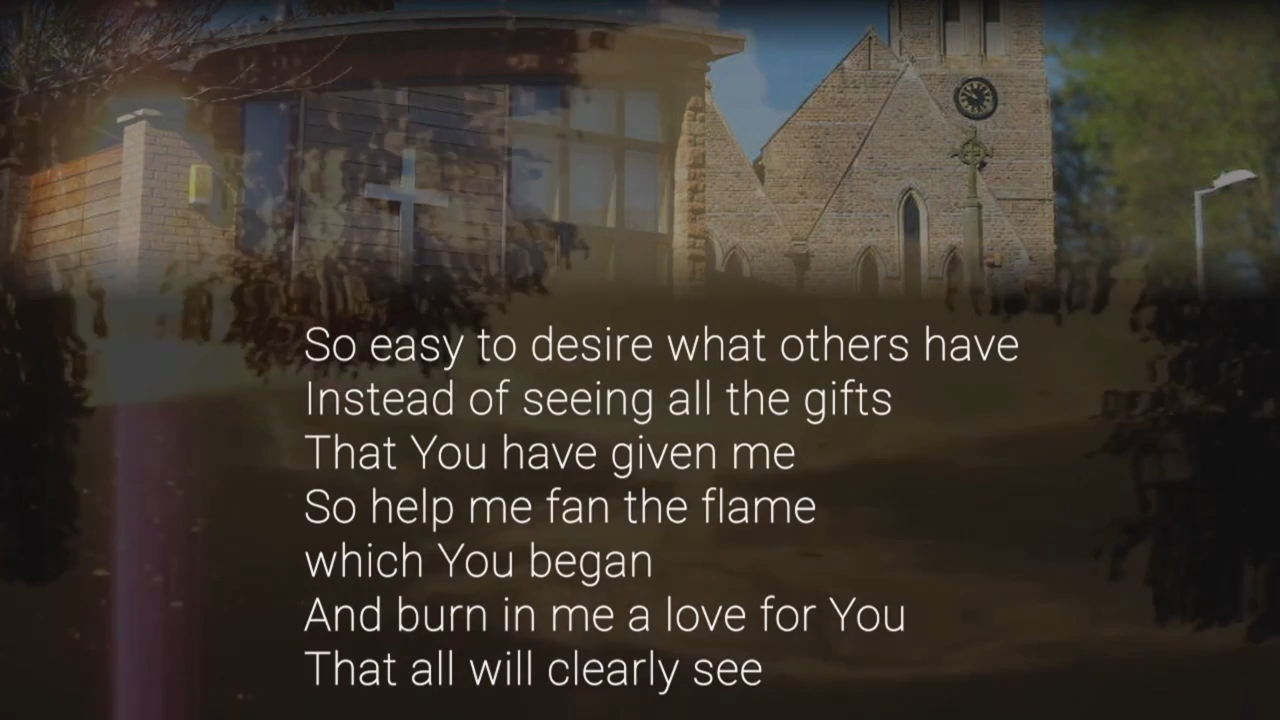 So easy to desire what others have
Instead of seeing all the gifts
That You have given me
So help me fan the flame
which You began
And burn in me a love for You
That all will clearly see